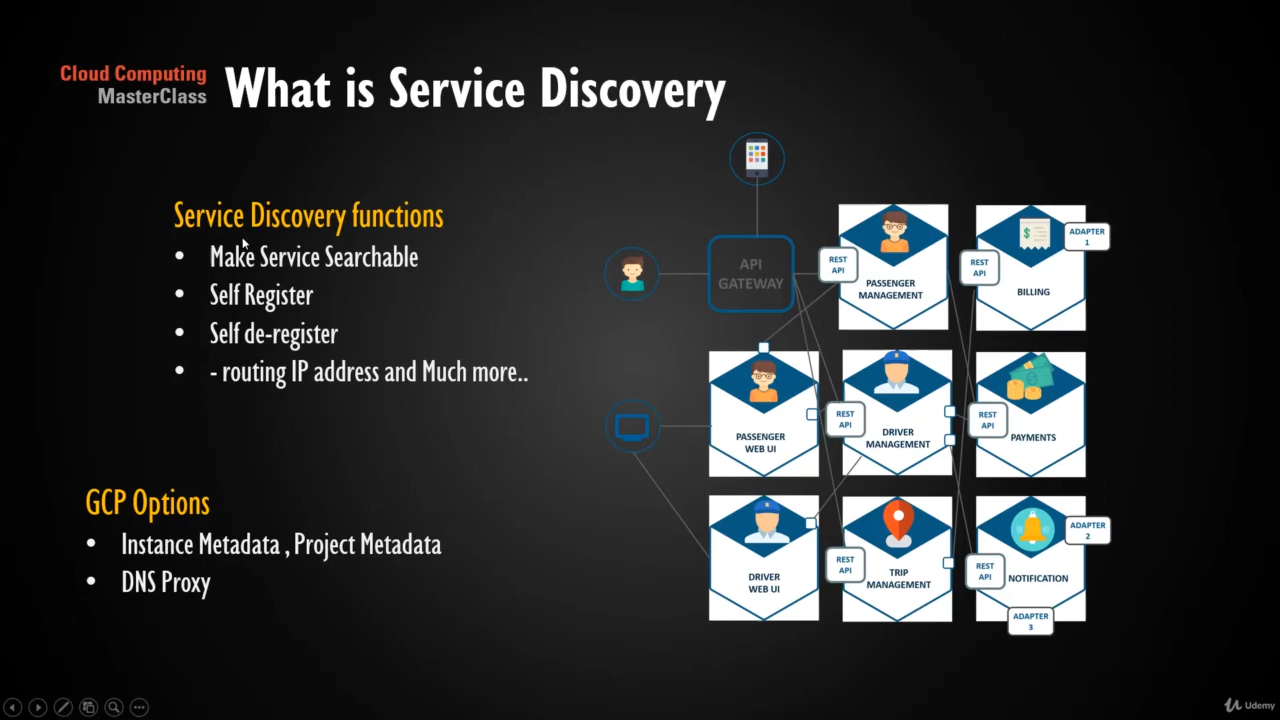 Cloud Computing
MasterClass
What is Service Discovery
Service Discovery functions
• Make Service Searchable
• Self Register
• Self de-register
• - routing IP address and Much more..
GCP Options
• Instance Metadata , Project Metadata
• DNS Proxy
API
GATEWAY
REST
API
PASSENGER
MANAGEMENT
REST
API
BILLING
ADAPTER
1
PASSENGER
WEB UI
REST
API
DRIVER
MANAGEMENT
REST
API
PAYMENTS
DRIVER
WEB UI
REST
API
TRIP
MANAGEMENT
REST
API
NOTIFICATION
ADAPTER
2
ADAPTER
3
Udemy